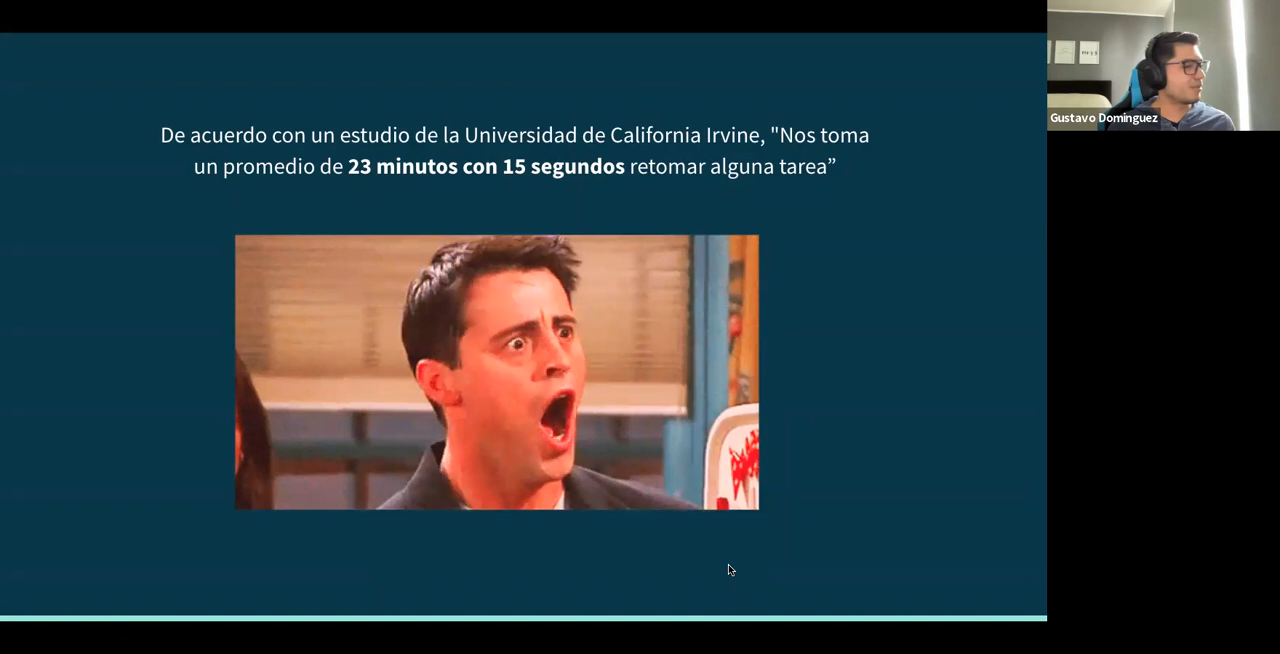 De acuerdo con un estudio de la Universidad de California Irvine, "Nos toma
un promedio de 23 minutos con 15 segundos retomar alguna tarea”
Gustavo Dominguez